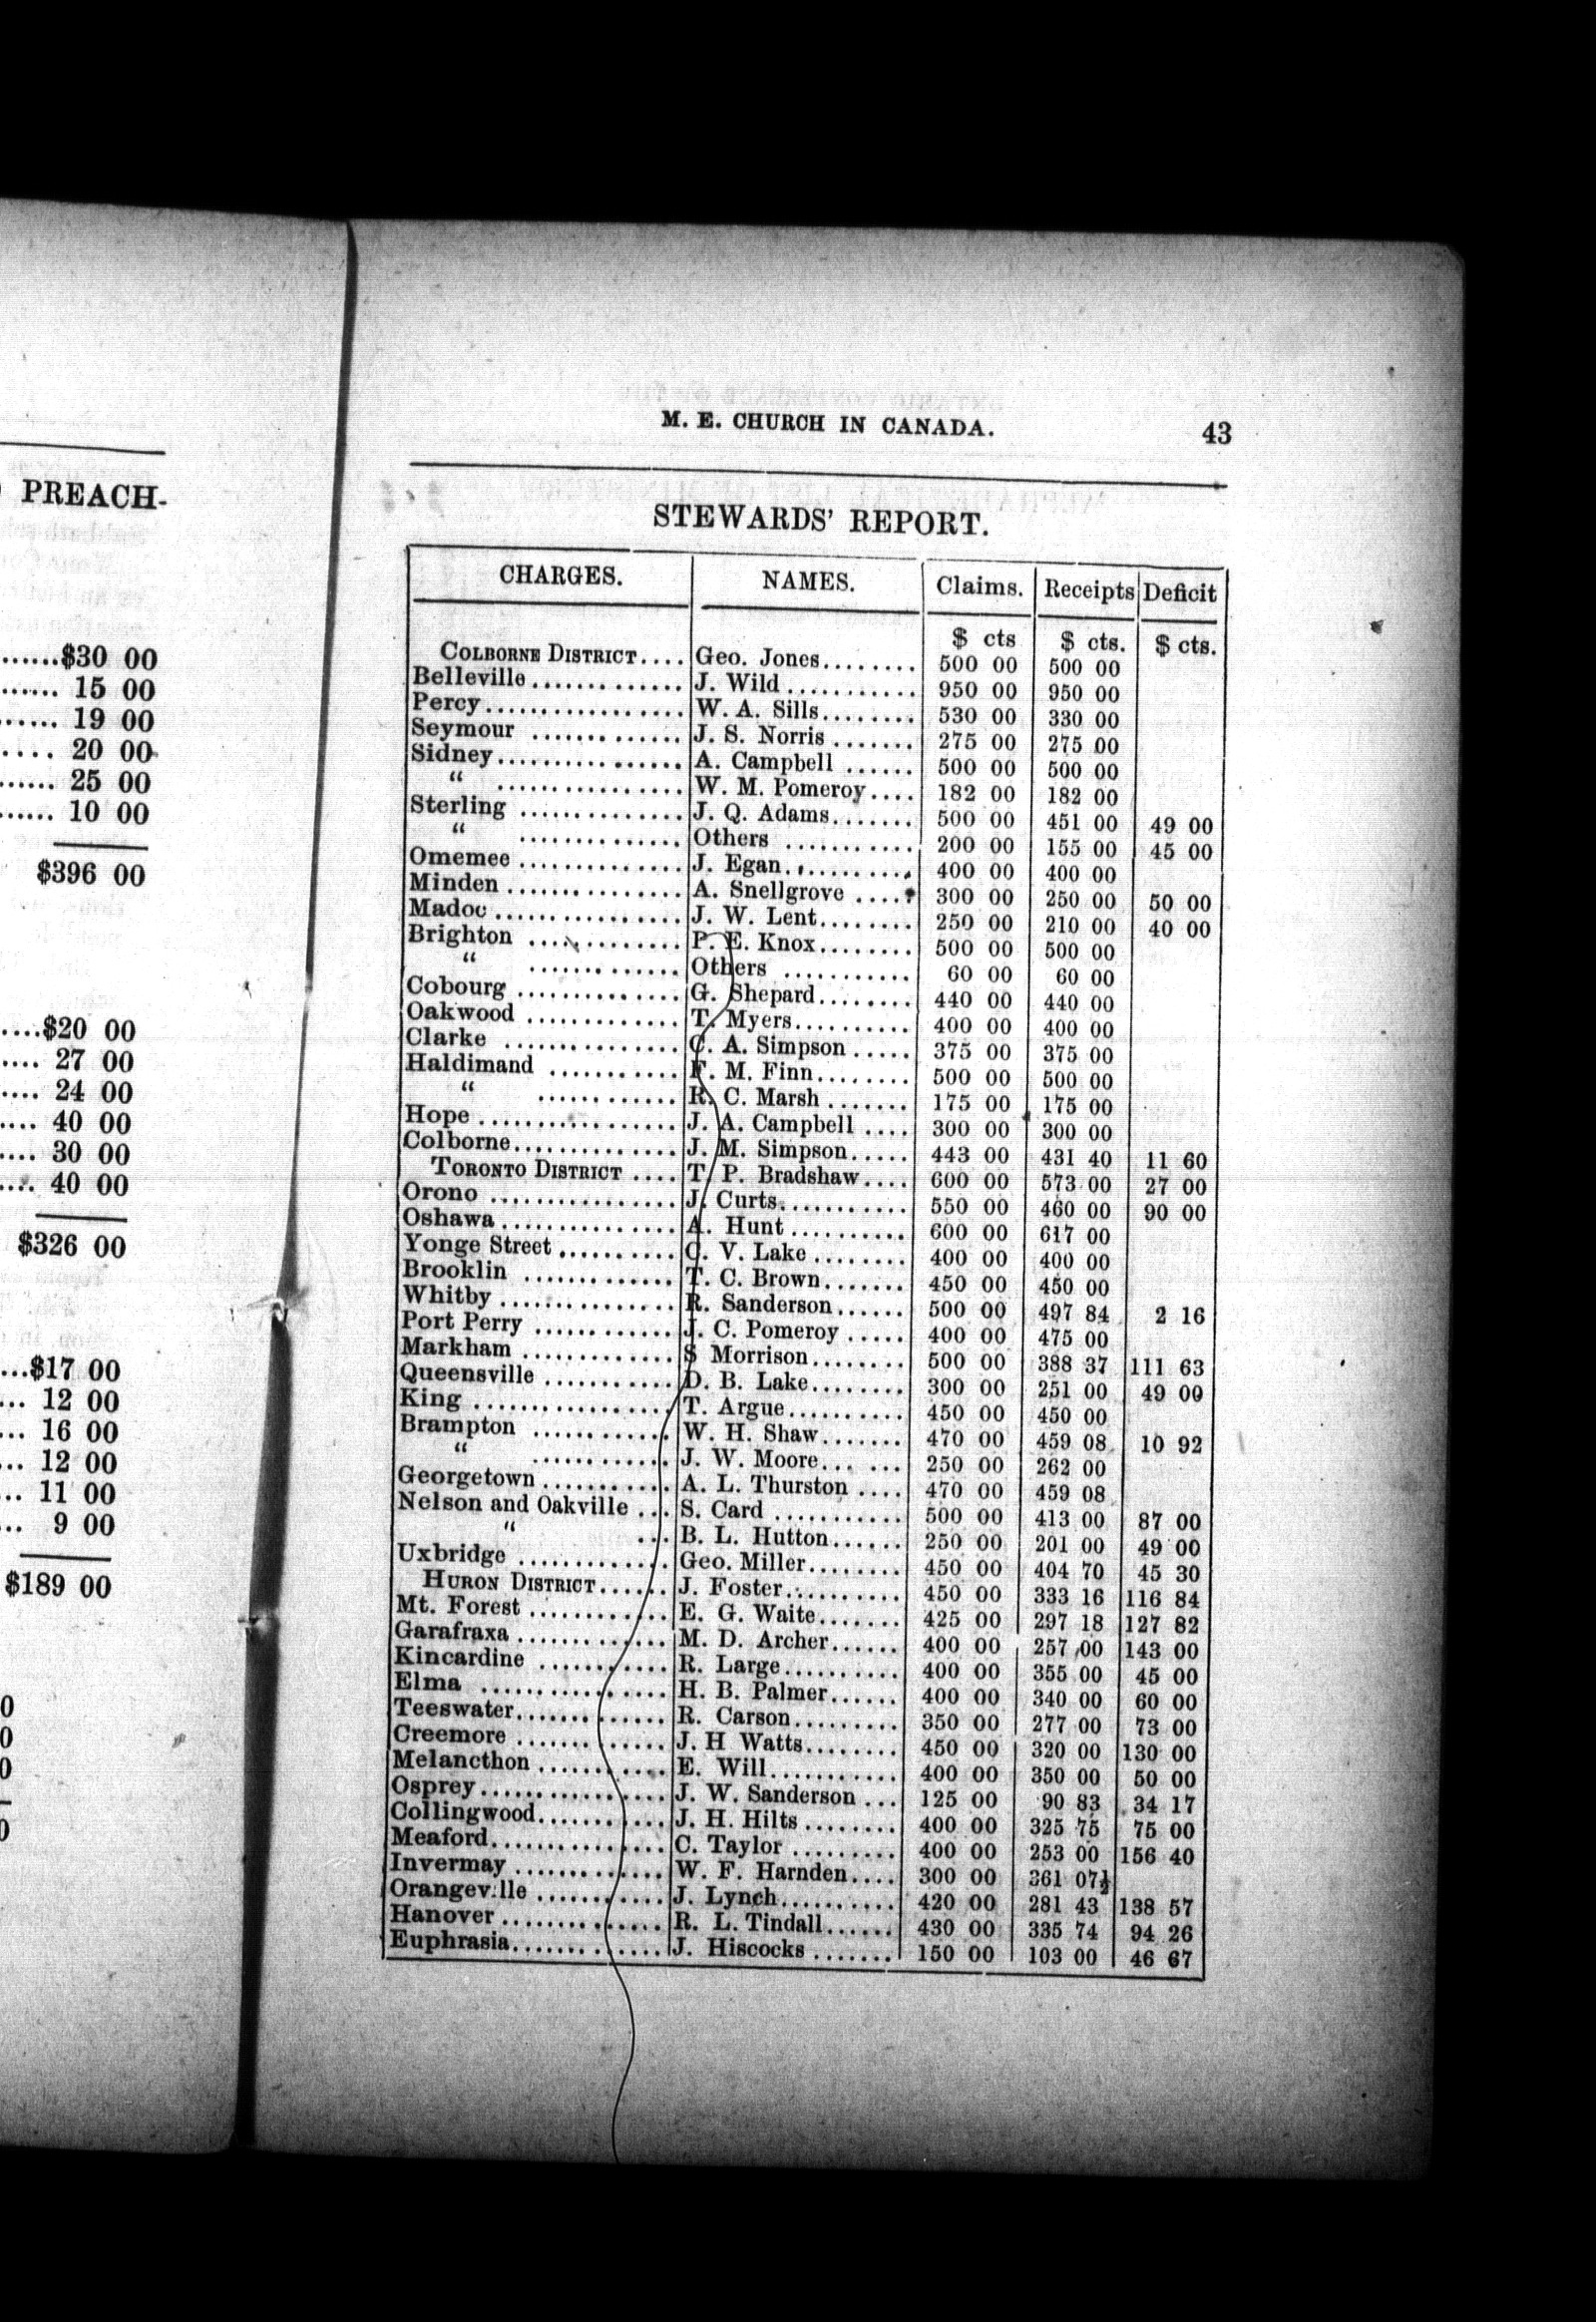 PREACH-
......$30 00
...... 15 00
...... 19 00
.... 20 00
...... 25 00
...... 10 00
$396 00
....$20 00
.... 27 00
.... 24 00
.... 40 00
.... 30 00
.... 40 00
$326 00
...$17 00
... 12 00
... 16 00
... 12 00
... 11 00
... 9 00
$189 00
0
0
0
0
M. E. CHURCH IN CANADA. 43
STEWARDS' REPORT.
CHARGES. NAMES. Claims. Receipts Deficit
$ cts $ cts. $ cts.
COLBORNE DISTRICT.... Geo. Jones........ 500 00 500 00
Belleville............. J. Wild........... 950 00 950 00
Percy................. W. A. Sills........ 530 00 330 00
Seymour ............. J. S. Norris ....... 275 00 275 00
Sidney................ A. Campbell ...... 500 00 500 00
" ................ W. M. Pomeroy.... 182 00 182 00
Sterling .............. J. Q. Adams....... 500 00 451 00 49 00
" .............. Others ........... 200 00 155 00 45 00
Omemee .............. J. Egan........... 400 00 400 00
Minden ............... A. Snellgrove .... 300 00 250 00 50 00
Madoc................ J. W. Lent........ 250 00 210 00 40 00
Brighton ............. P. E. Knox........ 500 00 500 00
" ............. Others ........... 60 00 60 00
Cobourg .............. G. Shepard........ 440 00 440 00
Oakwood ............. T. Myers.......... 400 00 400 00
Clarke ............... C. A. Simpson ..... 375 00 375 00
Haldimand ........... F. M. Finn........ 500 00 500 00
" ............ R. C. Marsh ....... 175 00 175 00
Hope ................. J. A. Campbell .... 300 00 300 00
Colborne.............. J. M. Simpson..... 443 00 431 40 11 60
TORONTO DISTRICT .... T. P. Bradshaw.... 600 00 573 00 27 00
Orono ................ J. Curts........... 550 00 460 00 90 00
Oshawa............... A. Hunt .......... 600 00 617 00
Yonge Street .......... C. V. Lake ........ 400 00 400 00
Brooklin ............. T. C. Brown....... 450 00 450 00
Whitby ............... R. Sanderson...... 500 00 497 84 2 16
Port Perry ............ J. C. Pomeroy ..... 400 00 475 00
Markham ............. S Morrison........ 500 00 388 37 111 63
Queensville ........... D. B. Lake........ 300 00 251 00 49 00
King ................. T. Argue.......... 450 00 450 00
Brampton ............ W. H. Shaw....... 470 00 459 08 10 92
" ............ J. W. Moore... ... 250 00 262 00
Georgetown ........... A. L. Thurston .... 470 00 459 08
Nelson and Oakville ... S. Card ........... 500 00 413 00 87 00
" ... B. L. Hutton...... 250 00 201 00 49 00
Uxbridge ............. Geo. Miller........ 450 00 404 70 45 30
HURON DISTRICT...... J. Foster........... 450 00 333 16 116 84
Mt. Forest ............ E. G. Waite....... 425 00 297 18 127 82
Garafraxa ............. M. D. Archer...... 400 00 257 00 143 00
Kincardine ........... R. Large.......... 400 00 355 00 45 00
Elma ................ H. B. Palmer...... 400 00 340 00 60 00
Teeswater............. R. Carson......... 350 00 277 00 73 00
Creemore ............. J. H Watts........ 450 00 320 00 130 00
Melancthon ........... E. Will........... 400 00 350 00 50 00
Osprey................ J. W. Sanderson ... 125 00 90 83 34 17
Collingwood........... J. H. Hilts ........ 400 00 325 75 75 00
Meaford............... C. Taylor ......... 400 00 253 00 156 40
Invermay ............. W. F. Harnden.... 300 00 361 07½
Orangev.lle ........... J. Lynch.......... 420 00 281 43 138 57
Hanover .............. R. L. Tindall...... 430 00 335 74 94 26
Euphrasia............. J. Hiscocks ....... 150 00 103 00 46 67